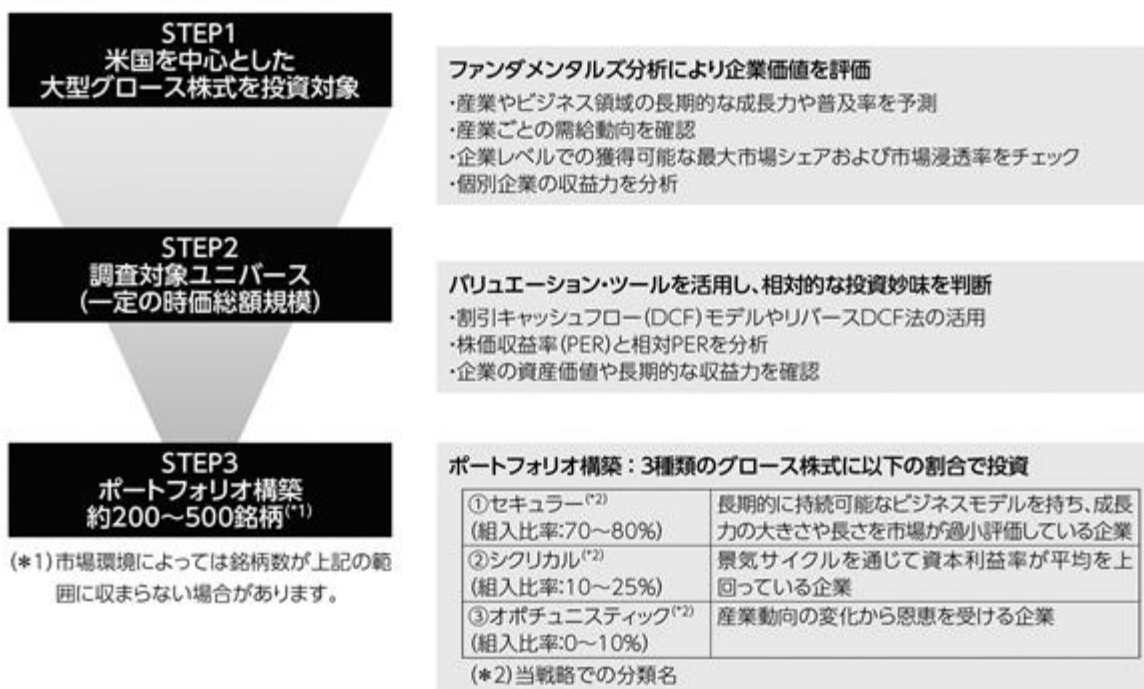 STEP1
米国を中心とした
大型グロース株式を投資対象
ファンダメンタルズ分析により企業価値を評価
・産業やビジネス領域の長期的な成長力や普及率を予測
・産業ごとの需給動向を確認
・企業レベルでの獲得可能な最大市場シェアおよび市場浸透率をチェック
・個別企業の収益力を分析
STEP2
調査対象ユニバース
(一定の時価総額規模)
バリュエーション・ツールを活用し、相対的な投資妙味を判断
・割引キャッシュフロー(DCF)モデルやリバースDCF法の活用
・株価収益率(PER)と相対PERを分析
・企業の資産価値や長期的な収益力を確認
STEP3
ポートフォリオ構築
約200～500銘柄(*1)
(*1)市場環境によっては銘柄数が上記の範
囲に収まらない場合があります。
ポートフォリオ構築：3種類のグロース株式に以下の割合で投資
①セキュラー(*2)
(組入比率:70～80%)
長期的に持続可能なビジネスモデルを持ち、成長
力の大きさや長さを市場が過小評価している企業
②シクリカル(*2)
(組入比率:10～25%)
景気サイクルを通じて資本利益率が平均を上
回っている企業
③オポチュニスティック(*2)
(組入比率:0～10%)
産業動向の変化から恩恵を受ける企業
(*2)当戦略での分類名